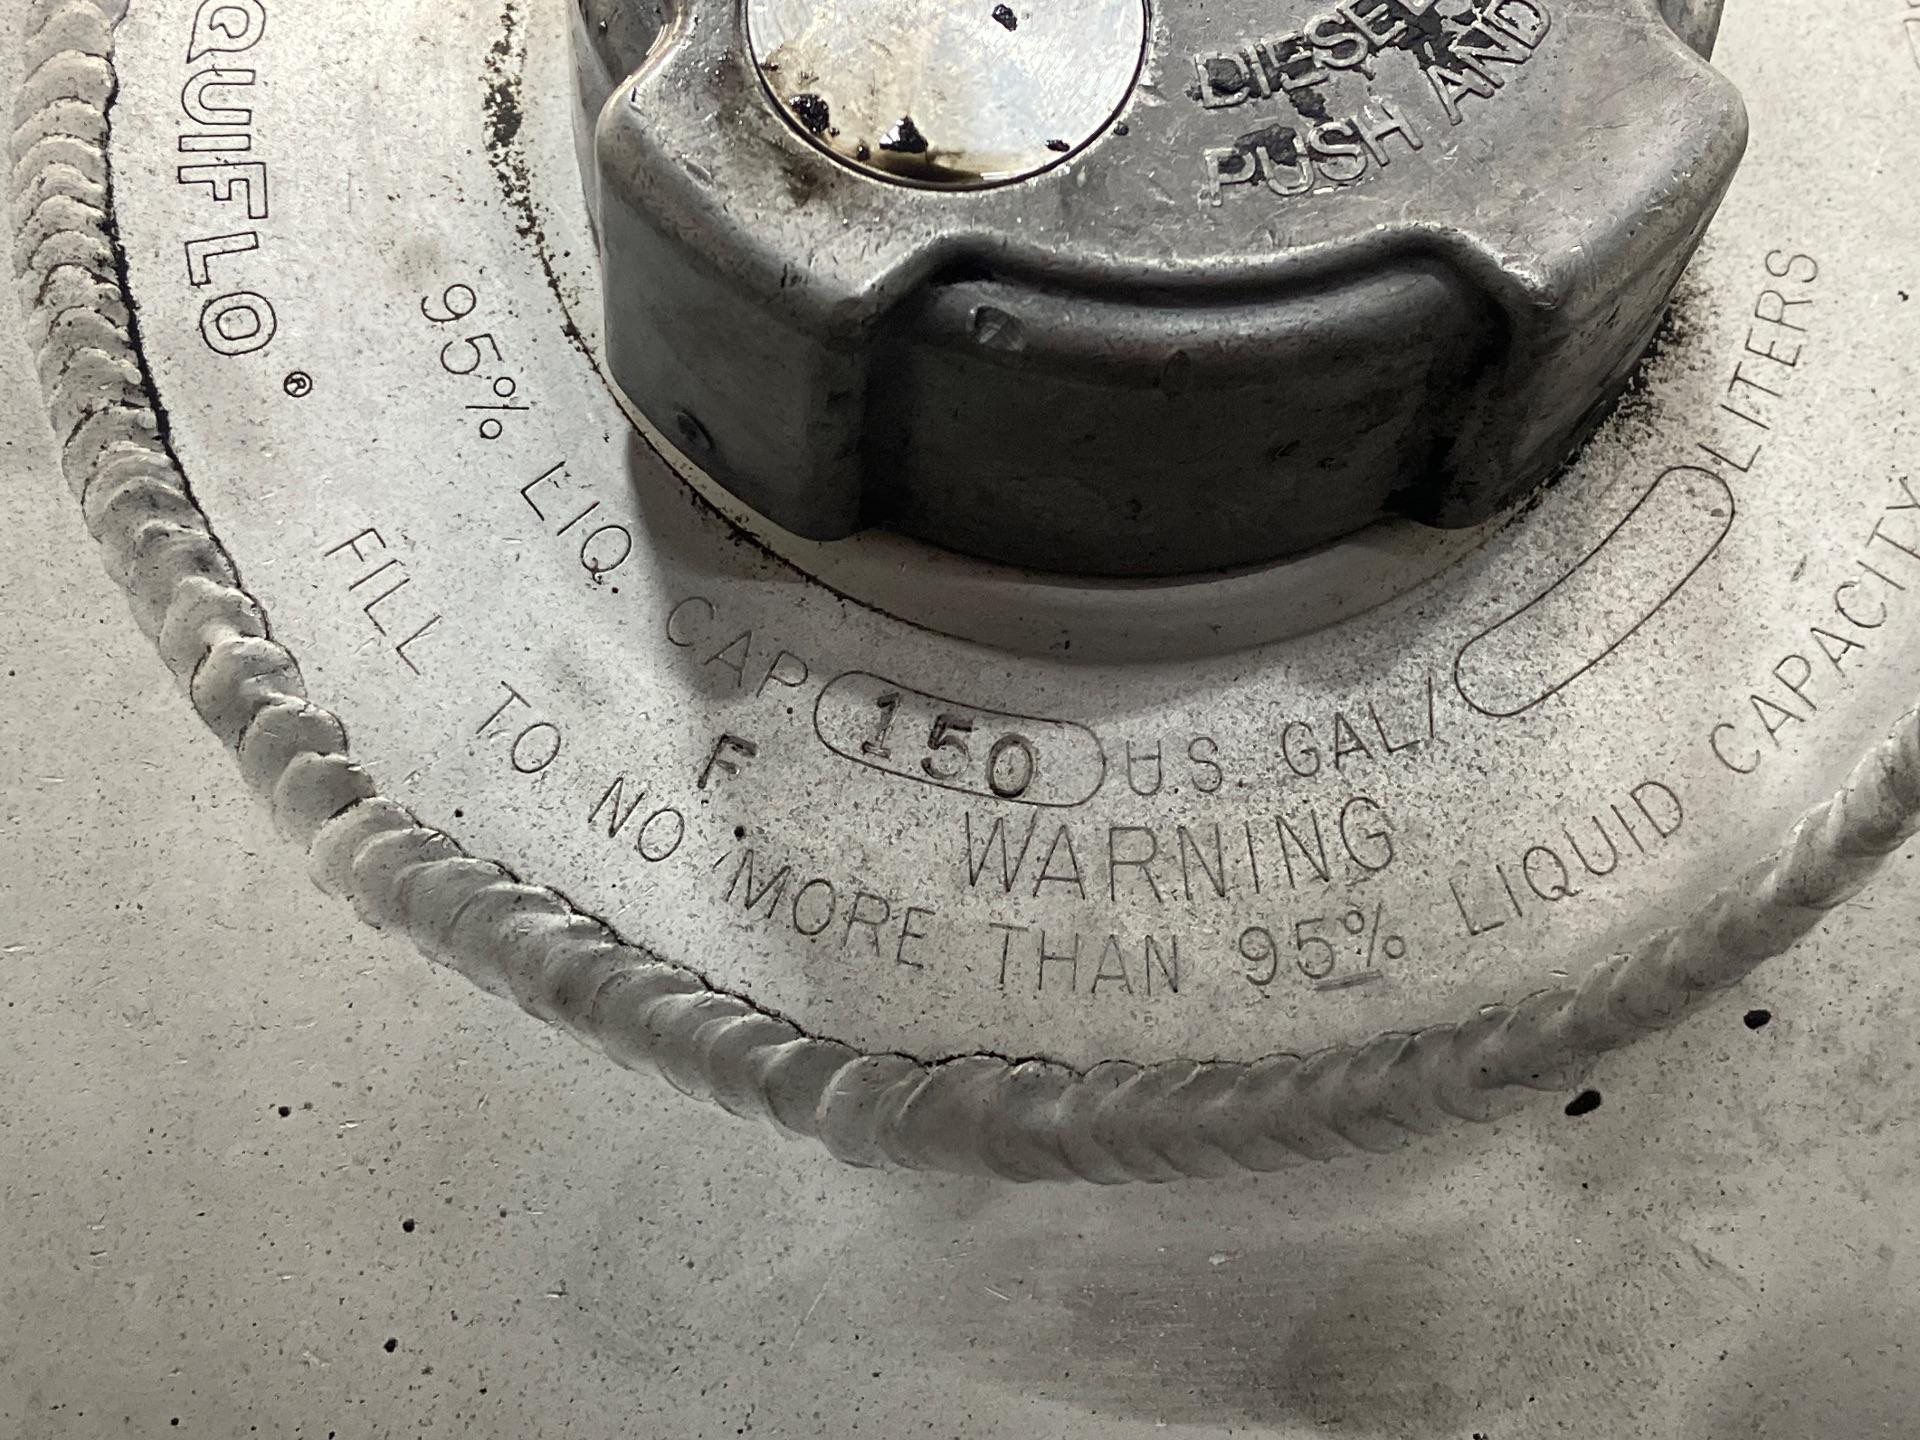 QUIFLO®
DIESEL
PUSH AND
95% LIQ. CAP 150 US. GAL/ LITERS
F
WARNING
FILL TO NO MORE THAN 95% LIQUID CAPACITY